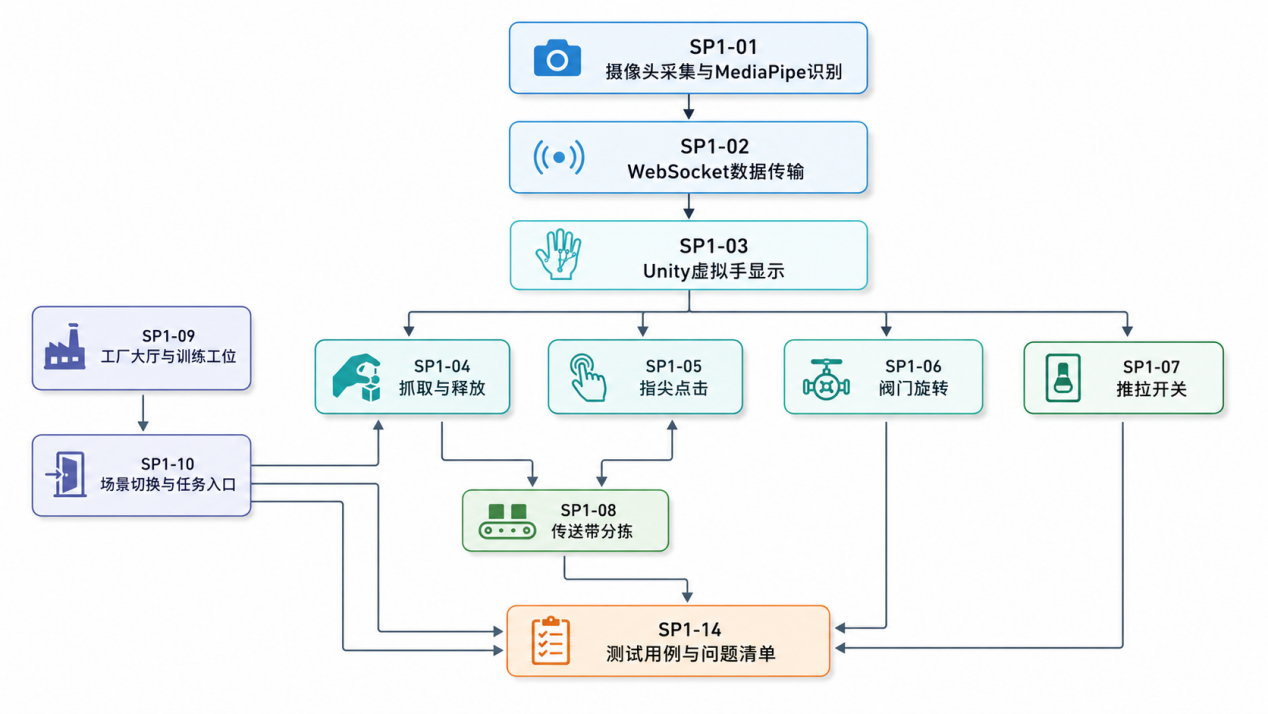 SP1-01
摄像头采集与MediaPipe识别
SP1-02
WebSocket数据传输
SP1-03
Unity虚拟手显示
SP1-09
工厂大厅与训练工位
SP1-04
抓取与释放
SP1-05
指尖点击
SP1-06
阀门旋转
SP1-07
推拉开关
SP1-10
场景切换与任务入口
SP1-08
传送带分拣
SP1-14
测试用例与问题清单